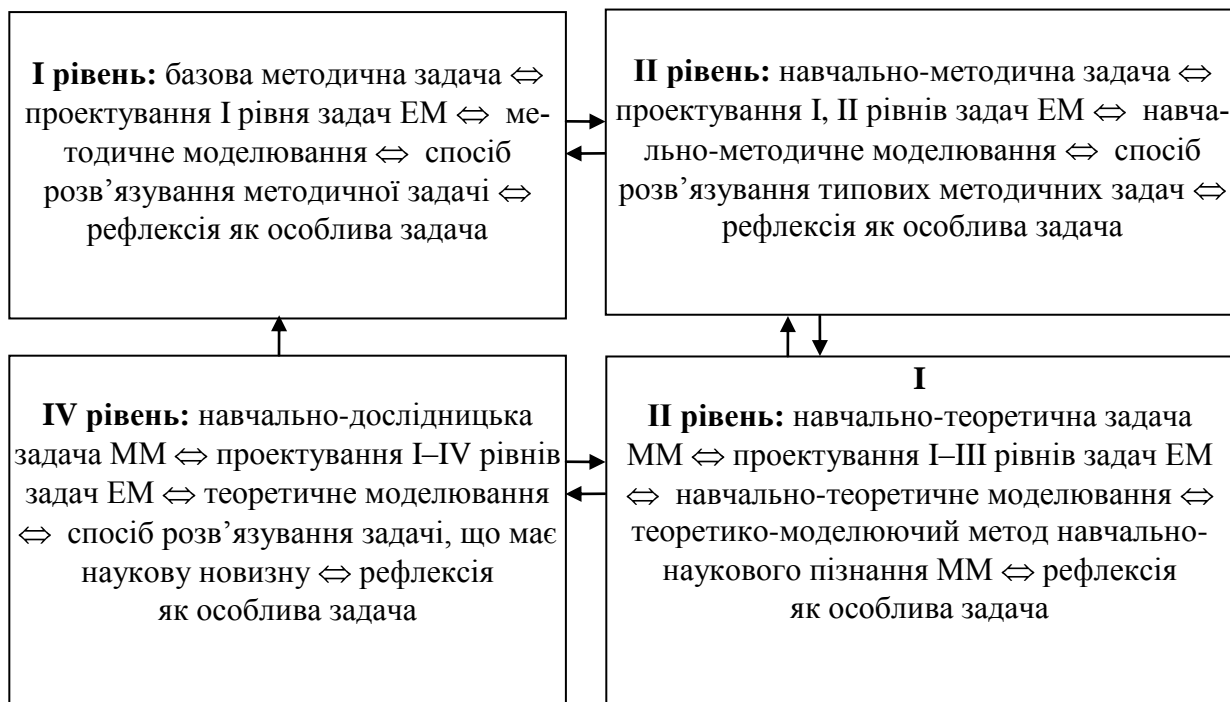 І рівень: базова методична задача ⇔
проектування І рівня задач ЕМ ⇔ ме-
тодичне моделювання ⇔ спосіб
розв’язування методичної задачі ⇔
рефлексія як особлива задача
ІІ рівень: навчально-методична задача ⇔
проектування І, ІІ рівнів задач ЕМ ⇔ навча-
льно-методичне моделювання ⇔ спосіб
розв’язування типових методичних задач ⇔
рефлексія як особлива задача
IV рівень: навчально-дослідницька
задача ММ ⇔ проектування І–IV рівнів
задач ЕМ ⇔ теоретичне моделювання
⇔ спосіб розв’язування задачі, що має
наукову новизну ⇔ рефлексія
як особлива задача
І
ІІ рівень: навчально-теоретична задача
ММ ⇔ проектування І–ІІІ рівнів задач ЕМ
⇔ навчально-теоретичне моделювання ⇔
теоретико-моделюючий метод навчально-
наукового пізнання ММ ⇔ рефлексія
як особлива задача